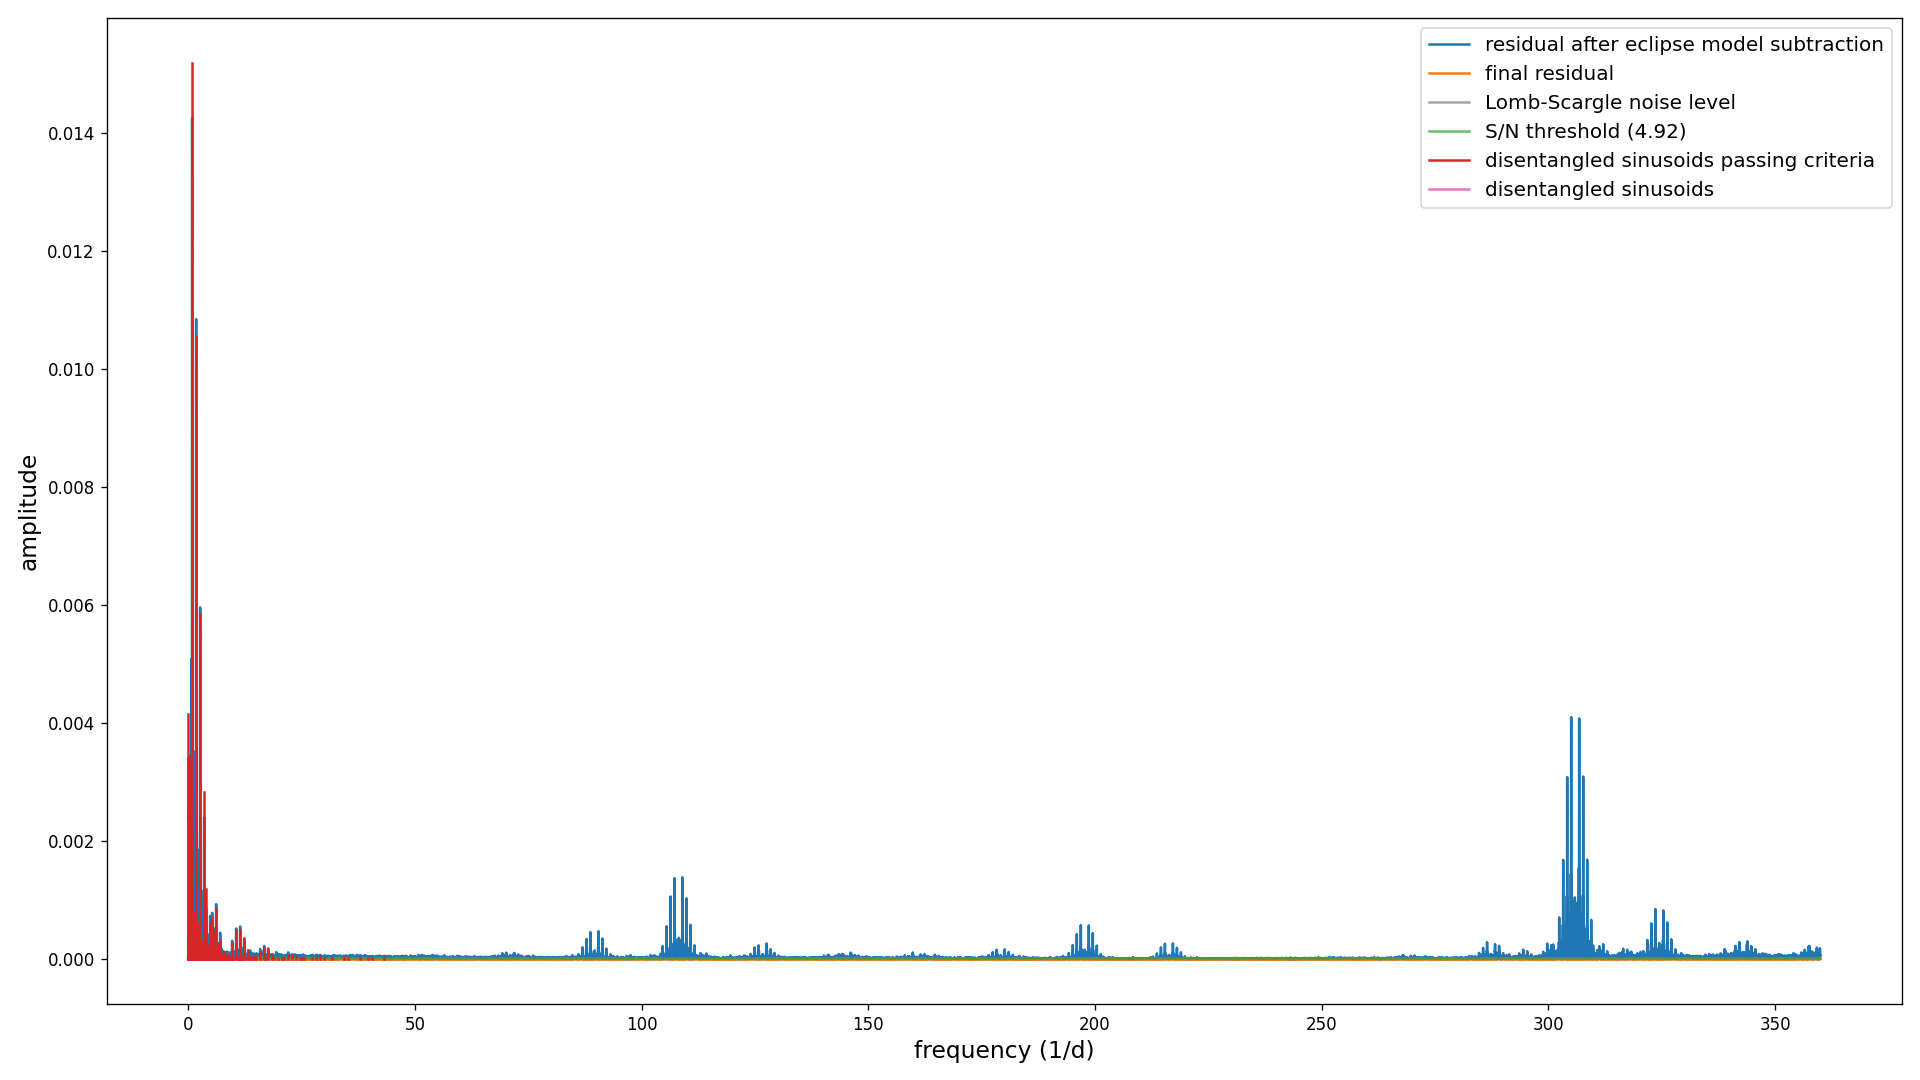 residual after eclipse model subtraction
final residual
Lomb-Scargle noise level
S/N threshold (4.92)
disentangled sinusoids passing criteria
disentangled sinusoids
amplitude
0.014
0.012
0.010
0.008
0.006
0.004
0.002
0.000
0 50 100 150 200 250 300 350
frequency (1/d)